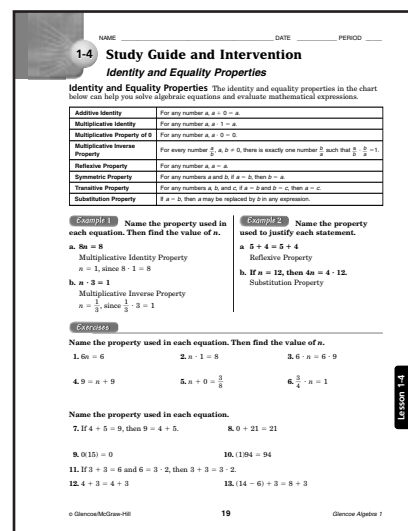 NAME ______ DATE ______ PERIOD ______
1-4 Study Guide and Intervention
Identity and Equality Properties
Identity and Equality Properties The identity and equality properties in the chart
below can help you solve algebraic equations and evaluate mathematical expressions.
Additive Identity For any number a, a + 0 = a.
Multiplicative Identity For any number a, a · 1 = a.
Multiplicative Property of 0 For any number a, a · 0 = 0.
Multiplicative Inverse Property For every number a/b, a, b ≠ 0, there is exactly one number b/a such that a/b · b/a = 1.
Reflexive Property For any number a, a = a.
Symmetric Property For any numbers a and b, if a = b, then b = a.
Transitive Property For any numbers a, b, and c, if a = b and b = c, then a = c.
Substitution Property If a = b, then a may be replaced by b in any expression.
Example 1 Name the property used in
each equation. Then find the value of n.
a. 8n = 8
Multiplicative Identity Property
n = 1, since 8 · 1 = 8
b. n · 3 = 1
Multiplicative Inverse Property
n = 1/3, since 1/3 · 3 = 1
Example 2 Name the property
used to justify each statement.
a 5 + 4 = 5 + 4
Reflexive Property
b. If n = 12, then 4n = 4 · 12.
Substitution Property
Exercises
Name the property used in each equation. Then find the value of n.
1. 6n = 6 2. n · 1 = 8 3. 6 · n = 6 · 9
4. 9 = n + 9 5. n + 0 = 3/8 6. 3/4 · n = 1
Name the property used in each equation.
7. If 4 + 5 = 9, then 9 = 4 + 5. 8. 0 + 21 = 21
9. 0(15) = 0 10. (1)94 = 94
11. If 3 + 3 = 6 and 6 = 3 · 2, then 3 + 3 = 3 · 2.
12. 4 + 3 = 4 + 3 13. (14 − 6) + 3 = 8 + 3
Lesson 1-4
© Glencoe/McGraw-Hill 19 Glencoe Algebra 1